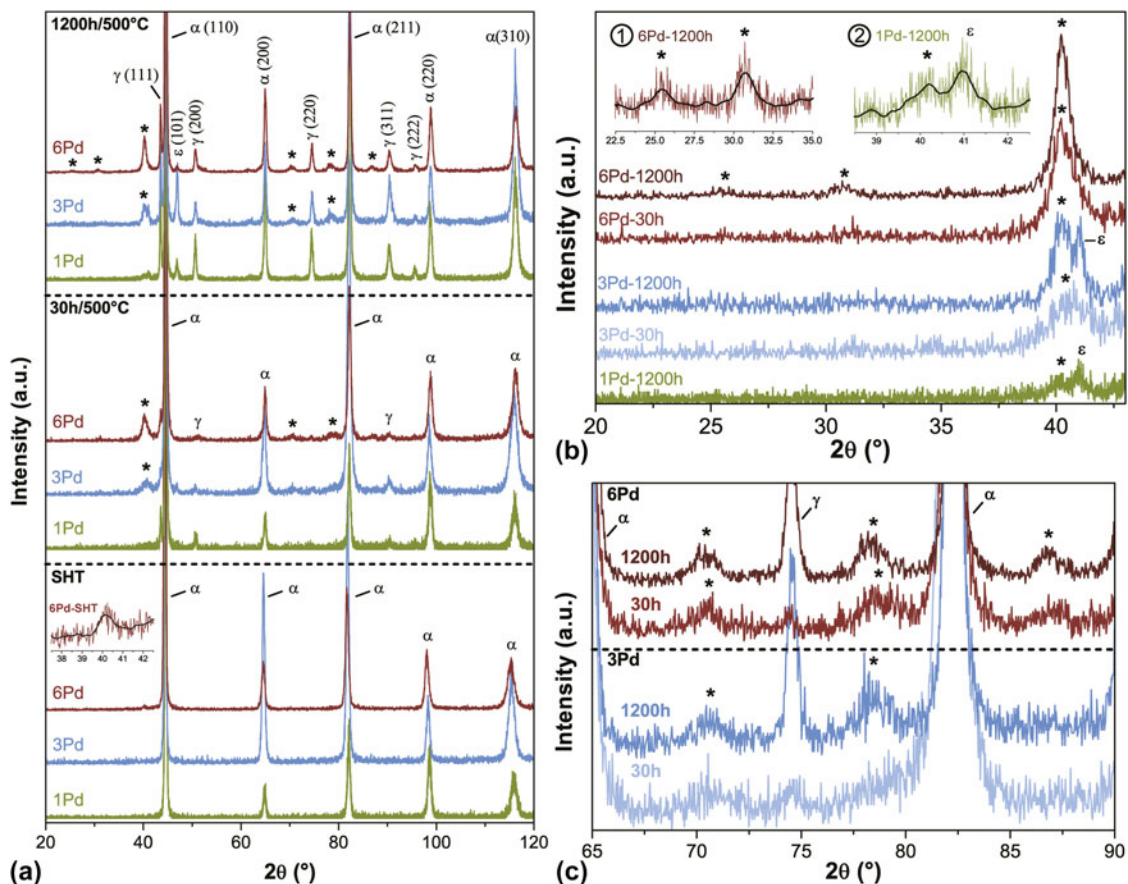 1200h/500°C
α (110)
α (211)
α(310)
γ (111)
α (200)
α (220)
ε (101)
γ (200)
γ (220)
γ (311)
γ (222)
* * * * * *
6Pd
* * *
3Pd
1Pd
30h/500°C
α
α
α
α
α
6Pd
* γ * * γ
3Pd
*
1Pd
SHT
α
α
α
α
α
6Pd-SHT
38 39 40 41 42
6Pd
3Pd
1Pd
20 40 60 80 100 120
2θ (°)
Intensity (a.u.)
(a)
1 6Pd-1200h
* *
22.5 25.0 27.5 30.0 32.5 35.0
2 1Pd-1200h
* ε
39 40 41 42
*
*
6Pd-1200h * *
6Pd-30h
* ε
3Pd-1200h
*
3Pd-30h
* ε
1Pd-1200h
20 25 30 35 40
2θ (°)
Intensity (a.u.)
(b)
6Pd
α
γ
α
1200h * * *
30h * *
3Pd
1200h * *
30h
65 70 75 80 85 90
2θ (°)
Intensity (a.u.)
(c)